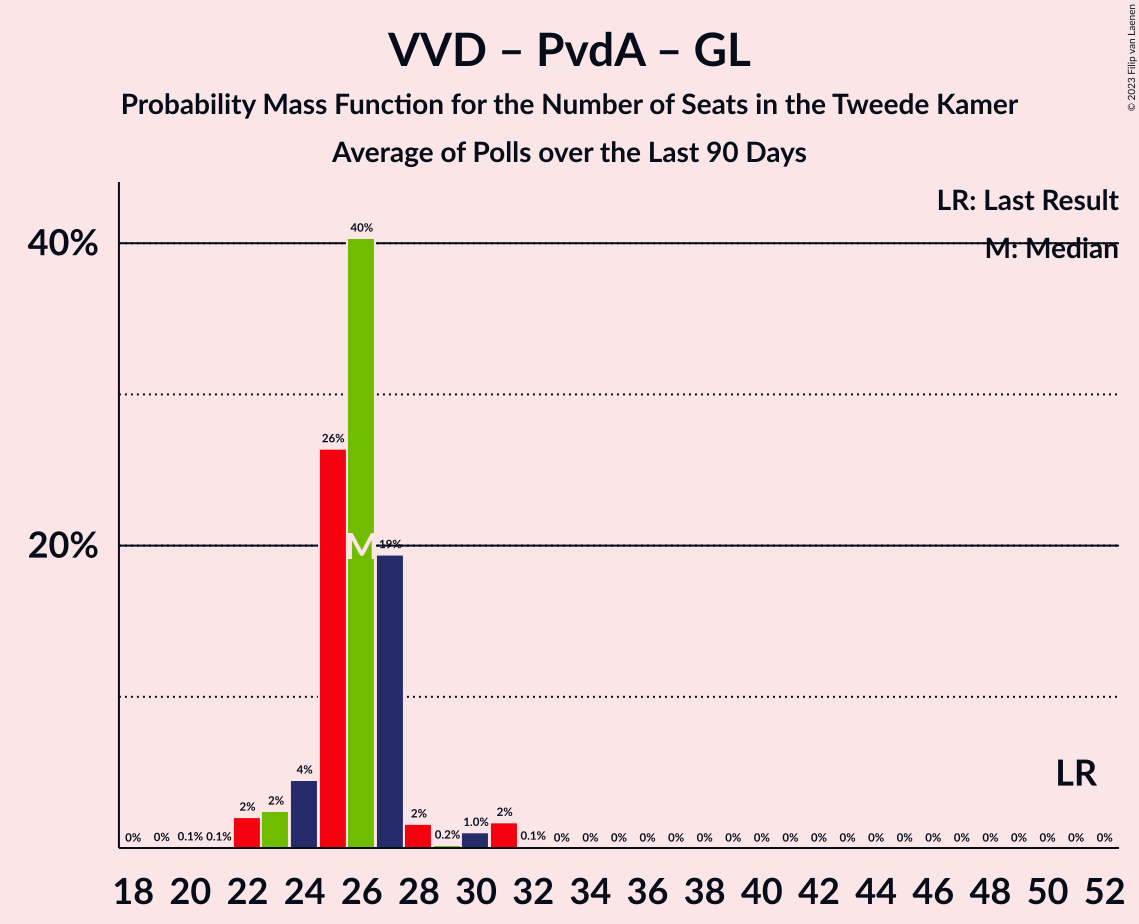 VVD – PvdA – GL
Probability Mass Function for the Number of Seats in the Tweede Kamer
Average of Polls over the Last 90 Days
© 2023 Filip van Laenen
LR: Last Result
M: Median
40%
20%
0% 0% 0.1% 0.1% 2% 2% 4% 26% 40% 19% 2% 0.2% 1.0% 2% 0.1% 0% 0% 0% 0% 0% 0% 0% 0% 0% 0% 0% 0% 0% 0% 0% 0% 0% 0% 0% 0%
M
LR
18 20 22 24 26 28 30 32 34 36 38 40 42 44 46 48 50 52